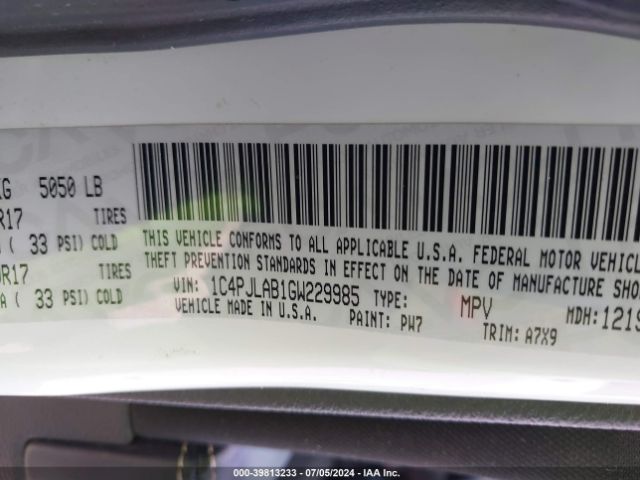 KG 5050 LB
R17 TIRES
( 33 PSI) COLD
0R17 TIRES
A ( 33 PSI) COLD
THIS VEHICLE CONFORMS TO ALL APPLICABLE U.S.A. FEDERAL MOTOR VEHICL
THEFT PREVENTION STANDARDS IN EFFECT ON THE DATE OF MANUFACTURE SHO
VIN: 1C4PJLAB1GW229985 TYPE: MPV MDH:1219
VEHICLE MADE IN U.S.A. PAINT: PW7 TRIM: A7X9
000-39813233 - 07/05/2024 - IAA Inc.